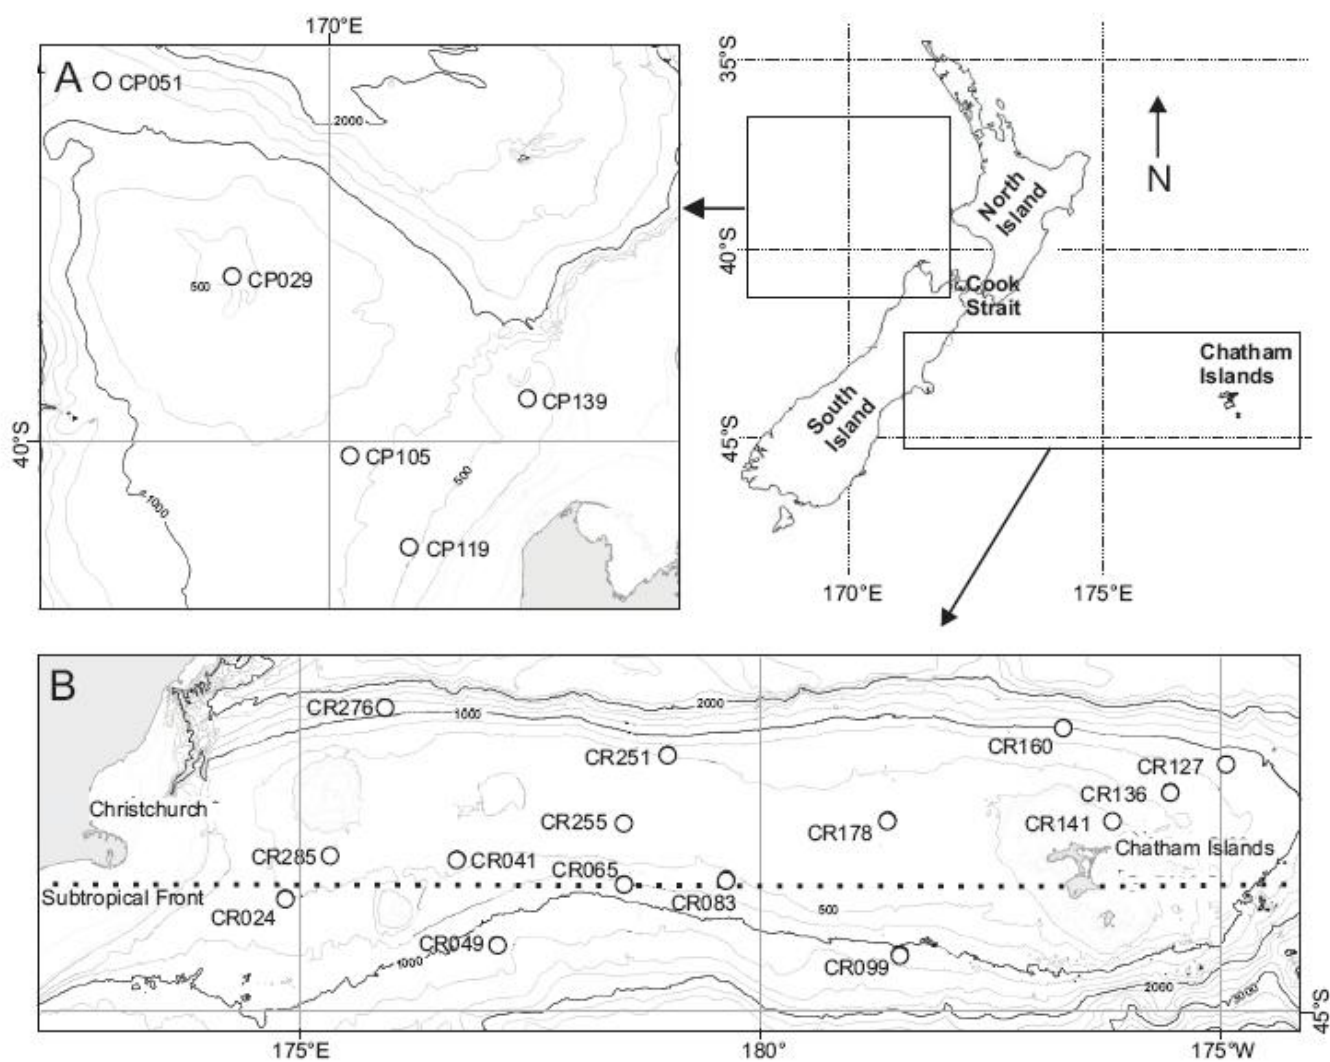 170°E
A
CP051
2000
CP029
500
CP139
40°S
CP105
500
1000
CP119
35°S
N
North
Island
40°S
Cook
Strait
Chatham
Islands
South
Island
45°S
170°E
175°E
B
CR276
1000
2000
CR251
CR160
CR127
CR136
Christchurch
CR255
CR178
CR141
CR285
CR041
CR065
Chatham Islands
Subtropical Front
CR024
CR083
500
CR049
1000
CR099
2000
3000
45°S
175°E
180°
175°W